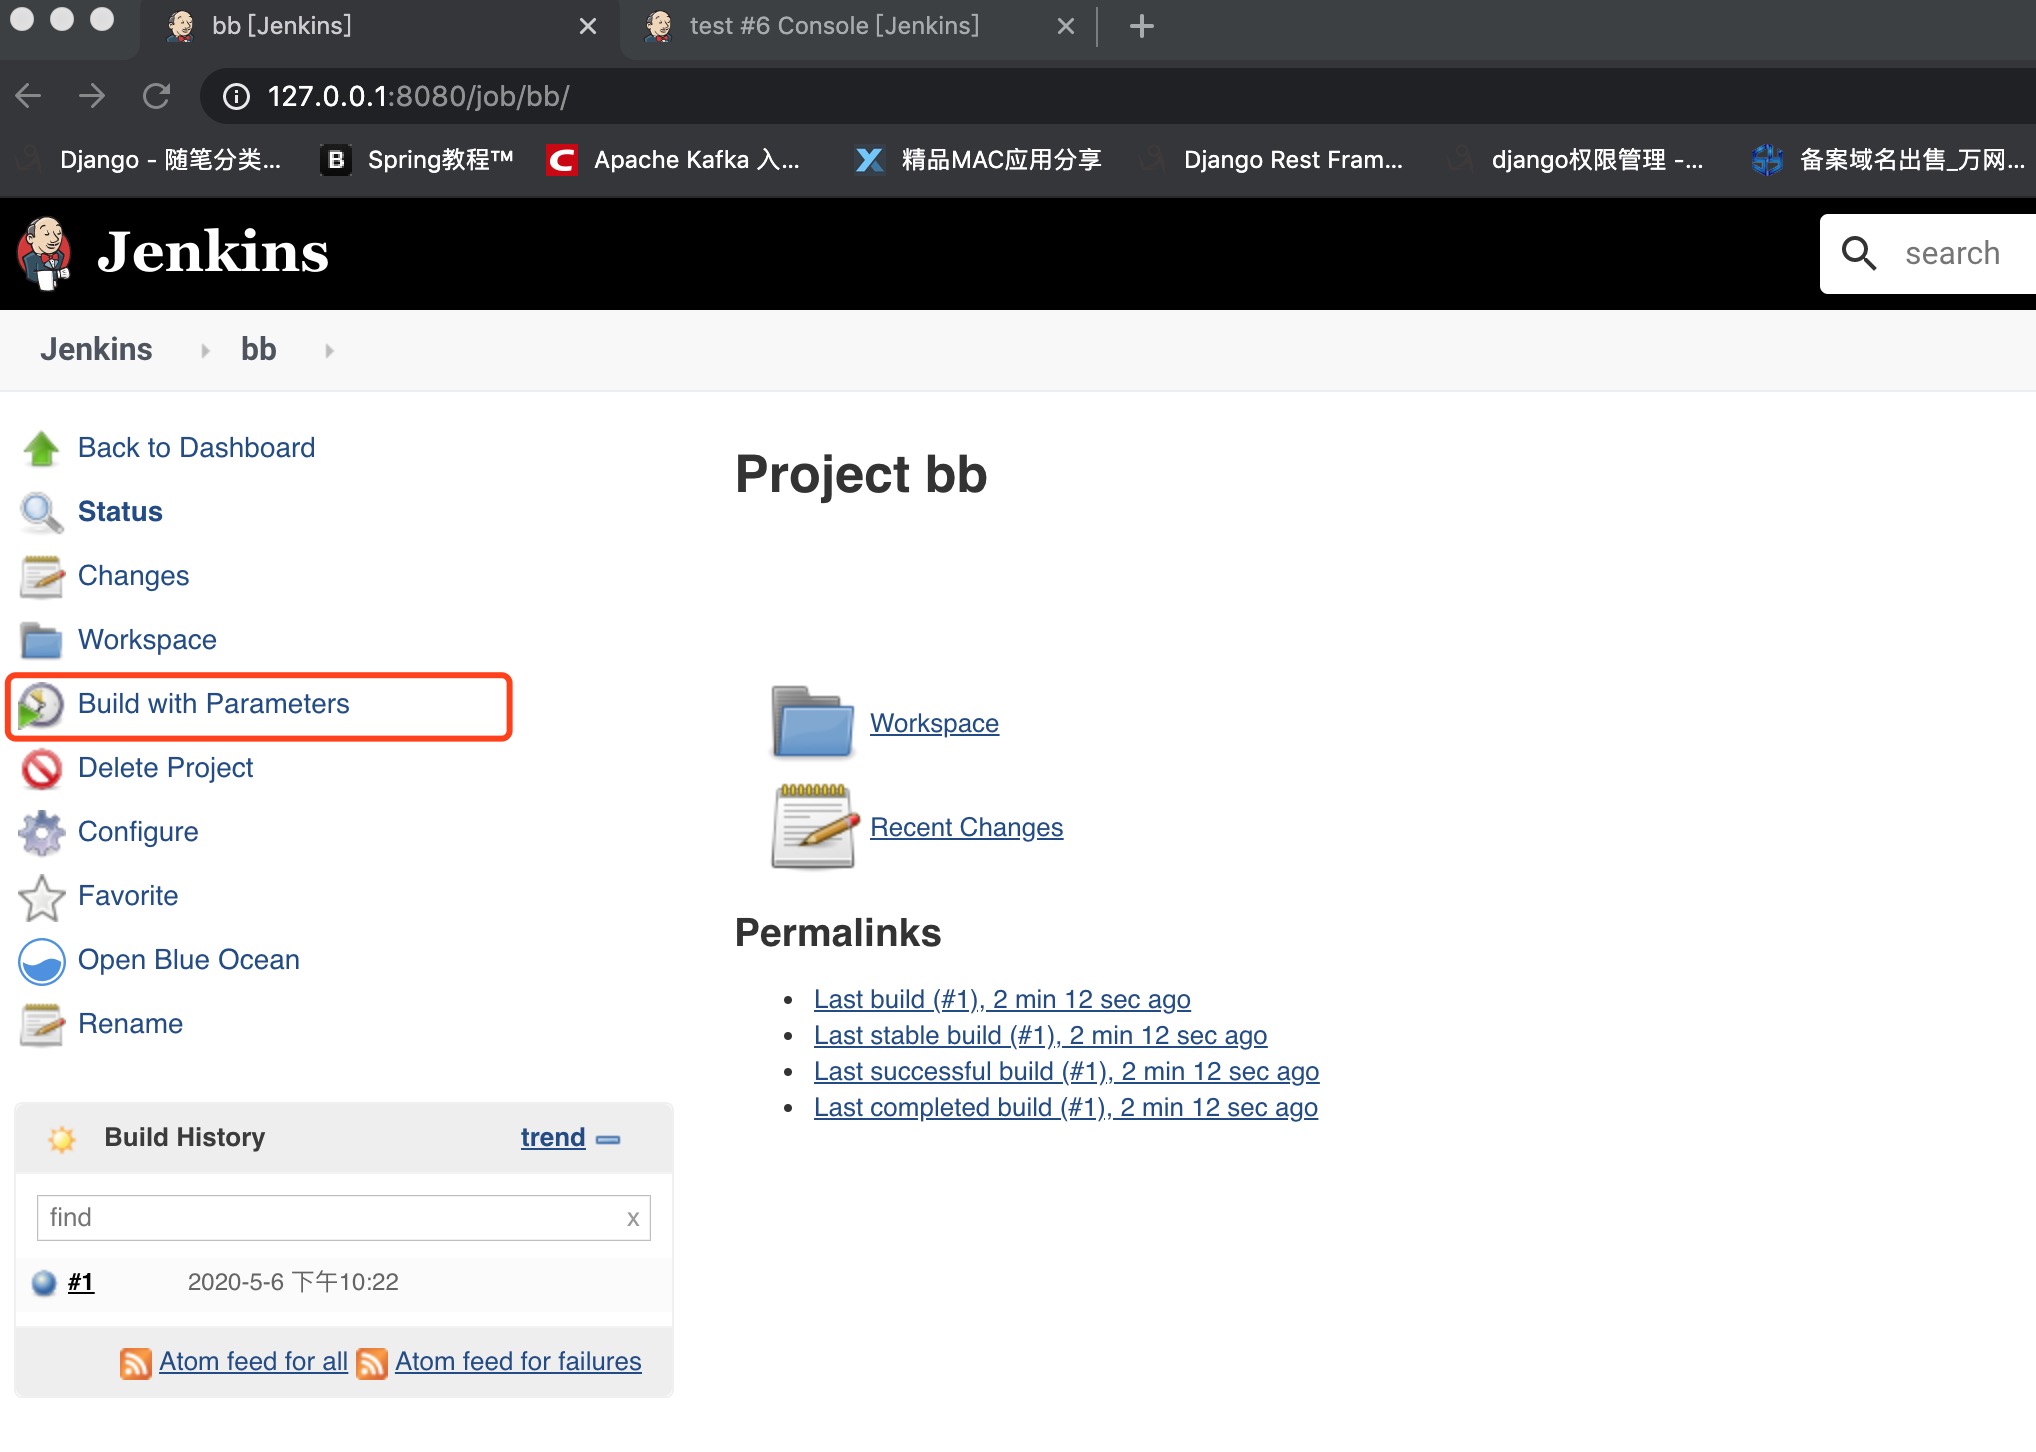 bb [Jenkins]
test #6 Console [Jenkins]
127.0.0.1:8080/job/bb/
Django - 随笔分类...
B
Spring教程™
Apache Kafka 入...
精品MAC应用分享
Django Rest Fram...
django权限管理 -...
备案域名出售_万网...
Jenkins
search
Jenkins
bb
Back to Dashboard
Status
Changes
Workspace
Build with Parameters
Delete Project
Configure
Favorite
Open Blue Ocean
Rename
Build History
trend
find
x
#1
2020-5-6 下午10:22
Atom feed for all
Atom feed for failures
Project bb
Workspace
Recent Changes
Permalinks
Last build (#1), 2 min 12 sec ago
Last stable build (#1), 2 min 12 sec ago
Last successful build (#1), 2 min 12 sec ago
Last completed build (#1), 2 min 12 sec ago